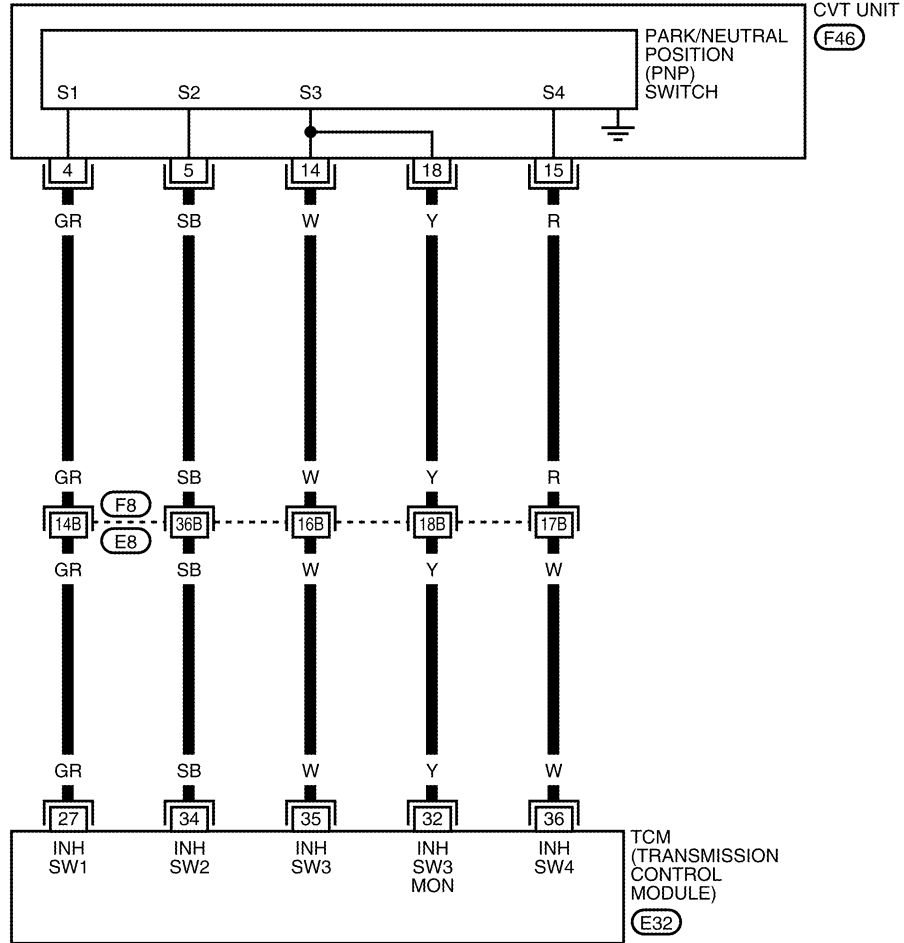 CVT UNIT
F46
PARK/NEUTRAL
POSITION
(PNP)
SWITCH
S1 S2 S3 S4
4 5 14 18 15
GR SB W Y R
GR SB W Y R
F8
14B 36B 16B 18B 17B
E8
GR SB W Y W
GR SB W Y W
27 34 35 32 36
INH INH INH INH INH
SW1 SW2 SW3 SW3 SW4
MON
TCM
(TRANSMISSION
CONTROL
MODULE)
E32